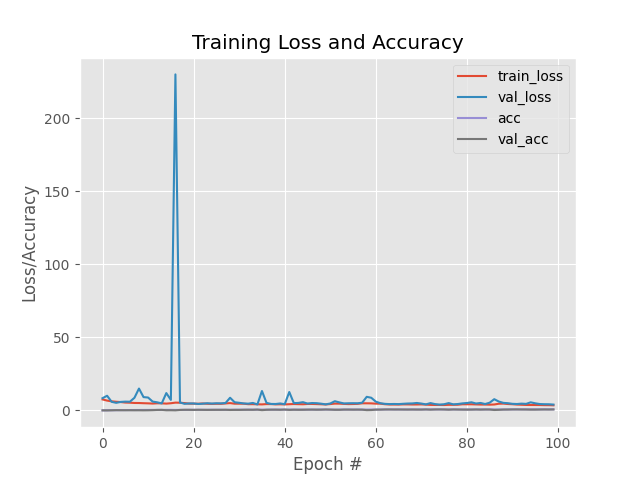 Training Loss and Accuracy
train_loss
val_loss
acc
val_acc
Loss/Accuracy
200
150
100
50
0
0 20 40 60 80 100
Epoch #